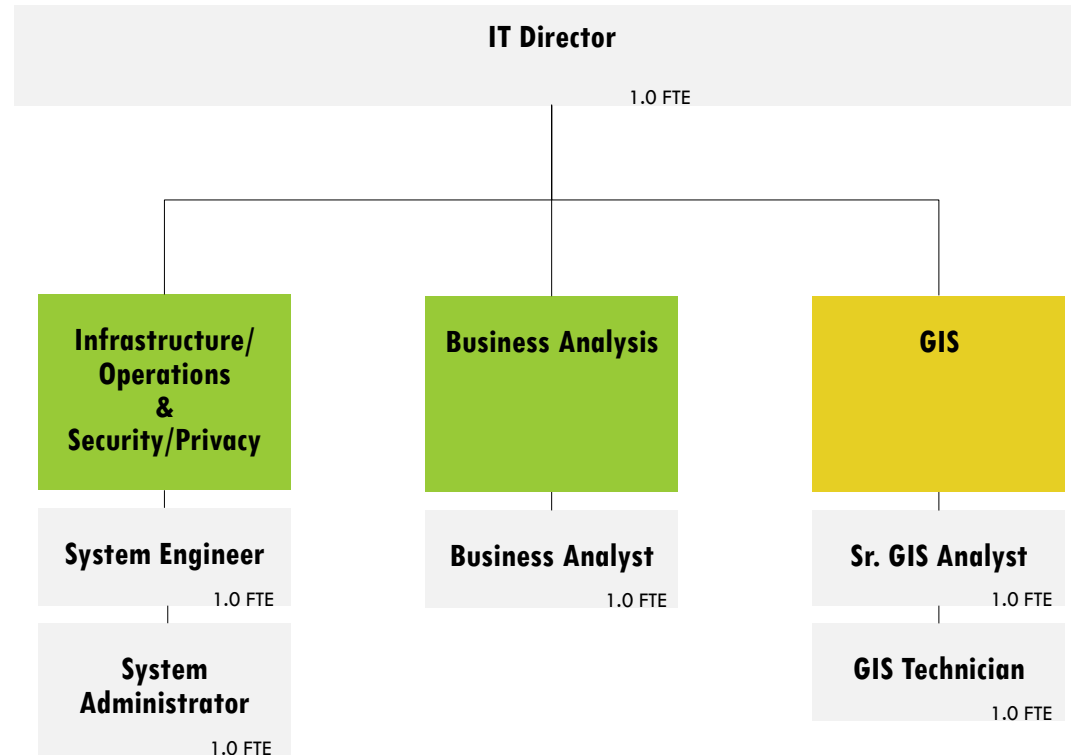 IT Director
1.0 FTE
Infrastructure/
Operations
&
Security/Privacy
Business Analysis
GIS
System Engineer
1.0 FTE
Business Analyst
1.0 FTE
Sr. GIS Analyst
1.0 FTE
System
Administrator
1.0 FTE
GIS Technician
1.0 FTE